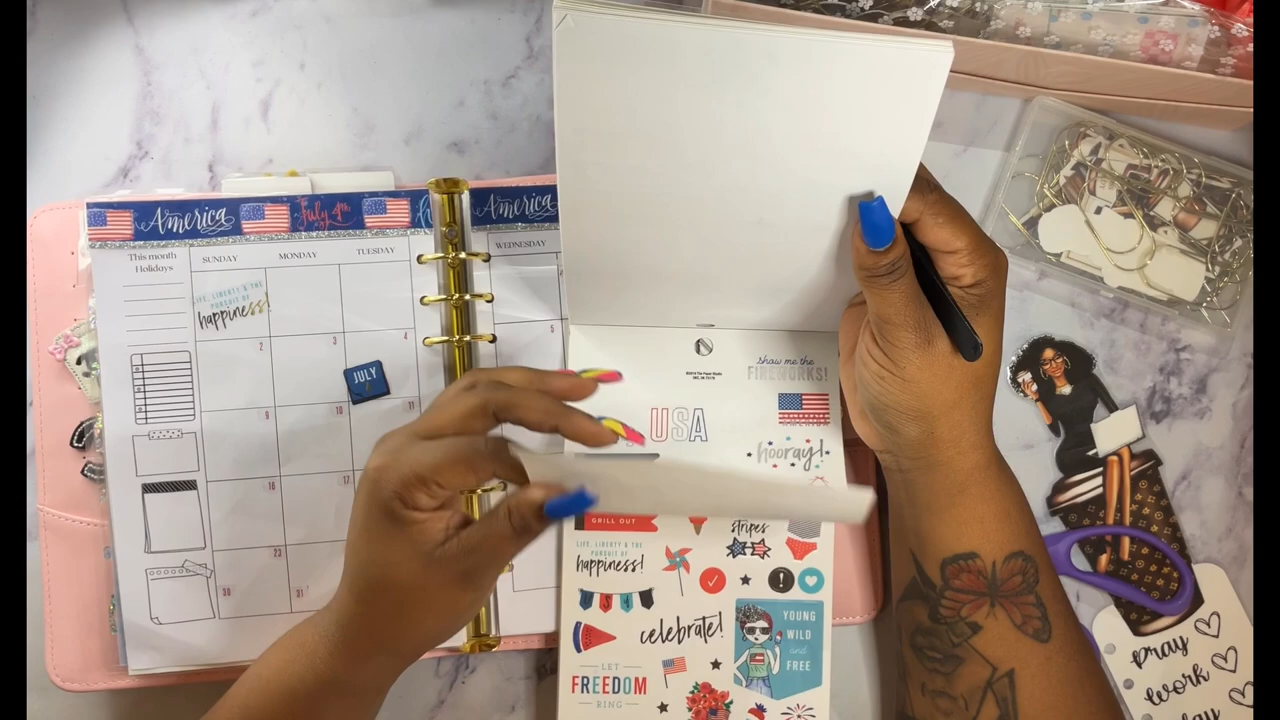 America
July 4th
America
This month
Holidays
SUNDAY
MONDAY
TUESDAY
WEDNESDAY
LIFE, LIBERTY & THE
PURSUIT OF
happiness!
2
3
4
5
JULY
9
10
11
16
17
23
30
31
show me the
FIREWORKS!
USA
AMERICA
hooray!
GRILL OUT
stripes
LIFE, LIBERTY & THE
PURSUIT OF
happiness!
celebrate!
YOUNG
WILD
and
FREE
LET
FREEDOM
RING
pray
work